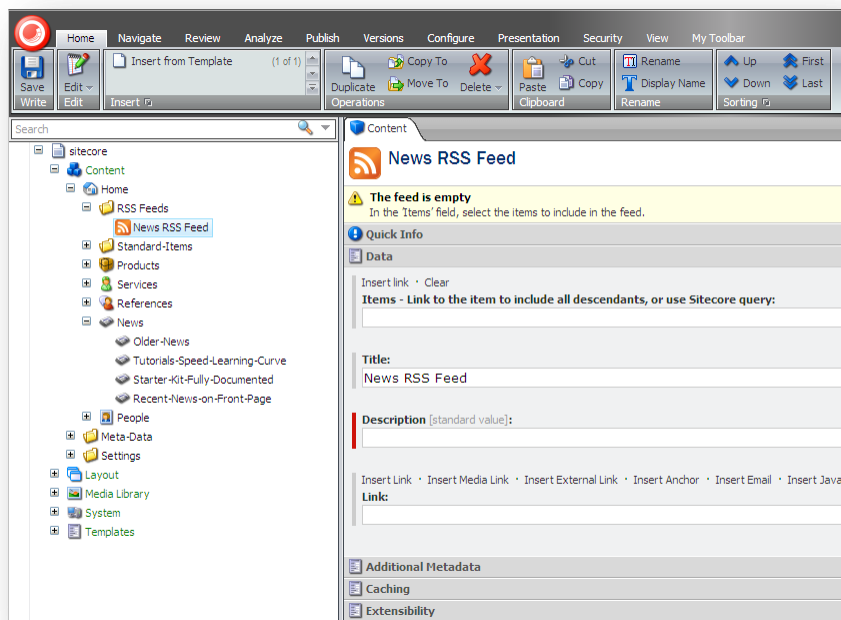 Home Navigate Review Analyze Publish Versions Configure Presentation Security View My Toolbar
Save
Write
Edit
Edit
Insert from Template (1 of 1)
Insert
Duplicate
Copy To
Move To
Delete
Operations
Paste
Cut
Copy
Clipboard
Rename
Display Name
Rename
Up First
Down Last
Sorting
Search
sitecore
Content
Home
RSS Feeds
News RSS Feed
Standard-Items
Products
Services
References
News
Older-News
Tutorials-Speed-Learning-Curve
Starter-Kit-Fully-Documented
Recent-News-on-Front-Page
People
Meta-Data
Settings
Layout
Media Library
System
Templates
Content
News RSS Feed
The feed is empty
In the 'Items' field, select the items to include in the feed.
Quick Info
Data
Insert link · Clear
Items - Link to the item to include all descendants, or use Sitecore query:
Title:
News RSS Feed
Description [standard value]:
Insert Link · Insert Media Link · Insert External Link · Insert Anchor · Insert Email · Insert Java
Link:
Additional Metadata
Caching
Extensibility